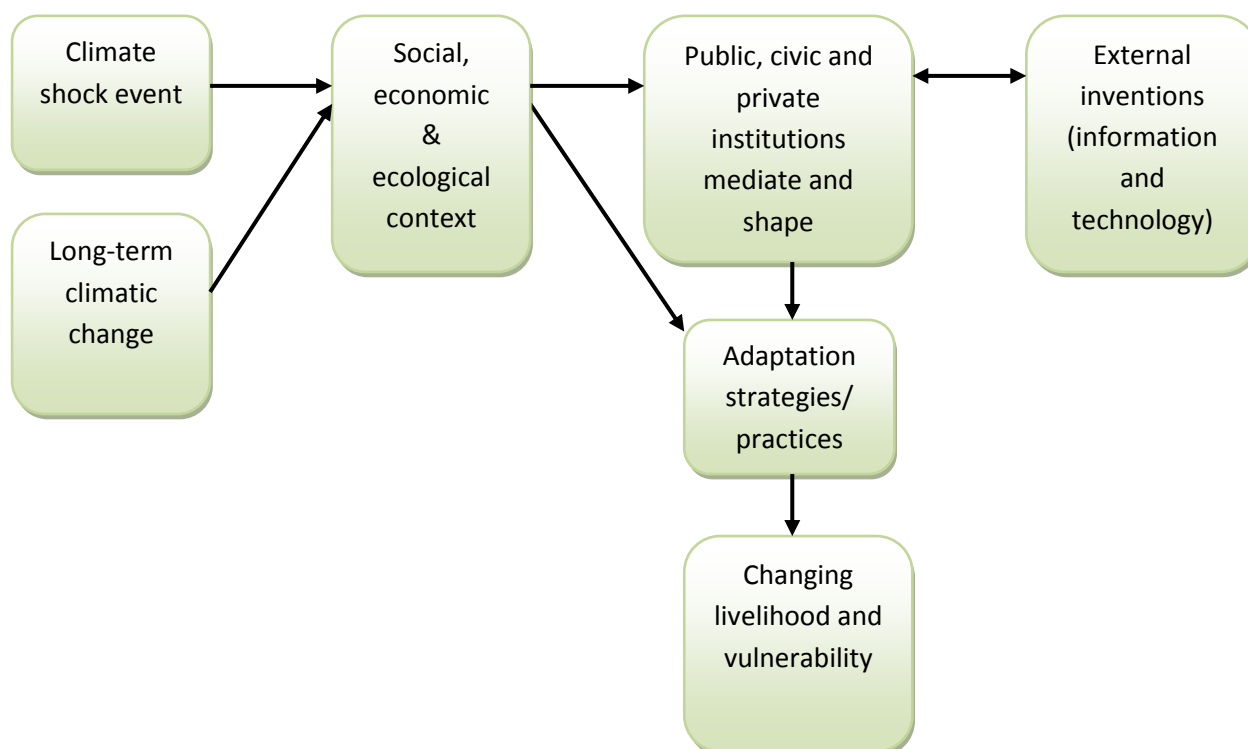 Climate
shock event
Long-term
climatic
change
Social,
economic
&
ecological
context
Public, civic and
private
institutions
mediate and
shape
External
inventions
(information
and
technology)
Adaptation
strategies/
practices
Changing
livelihood and
vulnerability